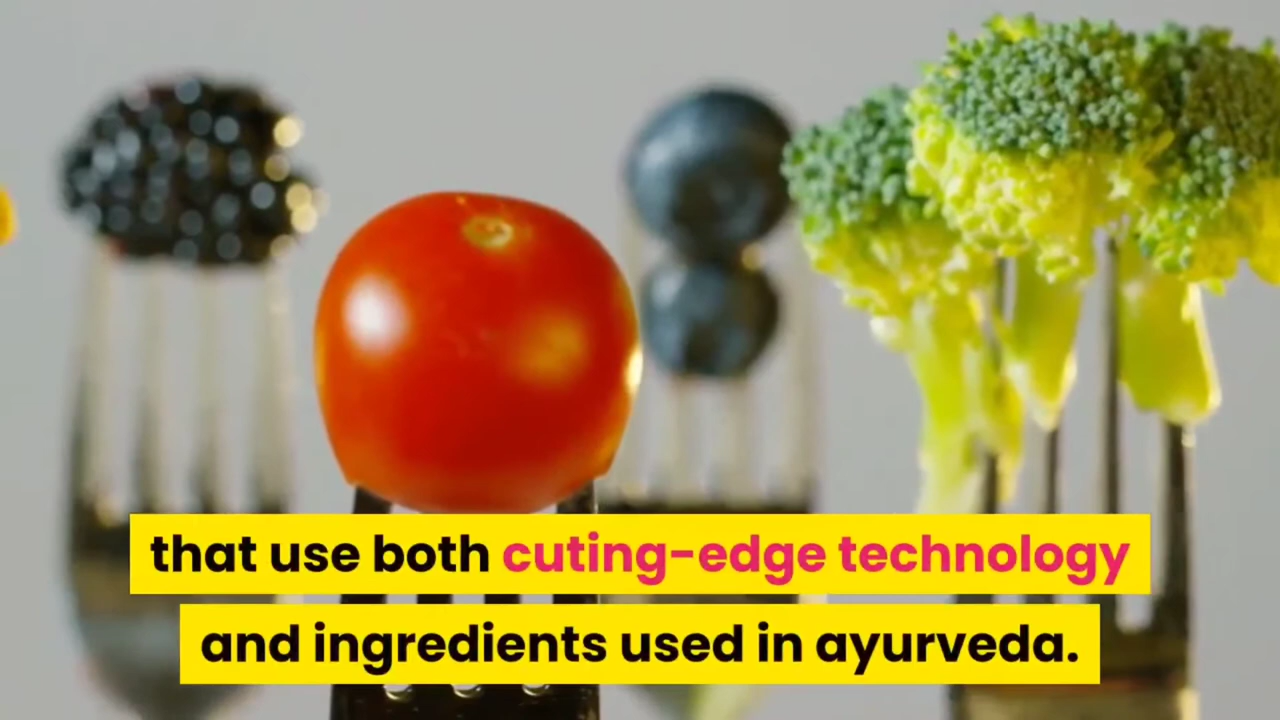 that use both cuting-edge technology
and ingredients used in ayurveda.